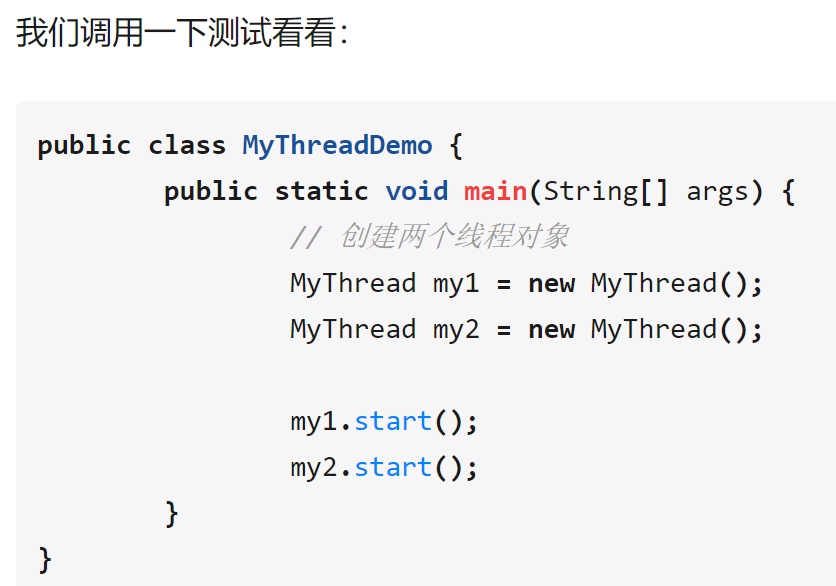 我们调用一下测试看看：
public class MyThreadDemo {
public static void main(String[] args) {
// 创建两个线程对象
MyThread my1 = new MyThread();
MyThread my2 = new MyThread();
my1.start();
my2.start();
}
}